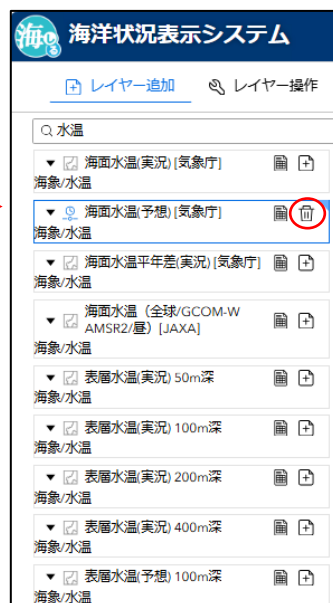 海しる 海洋状況表示システム
レイヤー追加 レイヤー操作
水温
海面水温(実況) [気象庁]
海象/水温
海面水温(予想) [気象庁]
海象/水温
海面水温平年差(実況) [気象庁]
海象/水温
海面水温（全球/GCOM-W
AMSR2/昼）[JAXA]
海象/水温
表層水温(実況) 50m深
海象/水温
表層水温(実況) 100m深
海象/水温
表層水温(実況) 200m深
海象/水温
表層水温(実況) 400m深
海象/水温
表層水温(予想) 100m深
海象/水温